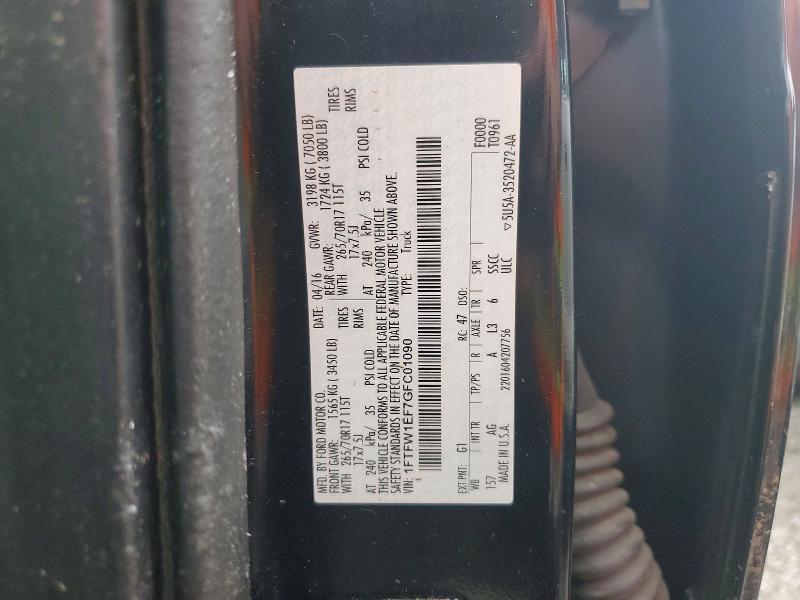 MFD. BY FORD MOTOR CO.
DATE: 04/16 GVWR: 3198 KG ( 7050 LB)
FRONT GAWR: 1565 KG ( 3450 LB) REAR GAWR: 1724 KG ( 3800 LB)
WITH 265/70R17 115T TIRES WITH 265/70R17 115T TIRES
17x7.5J RIMS 17x7.5J RIMS
AT 240 kPa/ 35 PSI COLD AT 240 kPa/ 35 PSI COLD
THIS VEHICLE CONFORMS TO ALL APPLICABLE FEDERAL MOTOR VEHICLE
SAFETY STANDARDS IN EFFECT ON THE DATE OF MANUFACTURE SHOWN ABOVE.
VIN: 1FTFW1EF7GFC01090 TYPE: Truck
F0000
T0961
EXT PNT: G1 RC: 47 DSO:
WB INT TR TP/PS R AXLE TR SPR
157 AG A L3 6 SSCC
ULC
MADE IN U.S.A. 2201604207756 ▽5U5A-3520472-AA